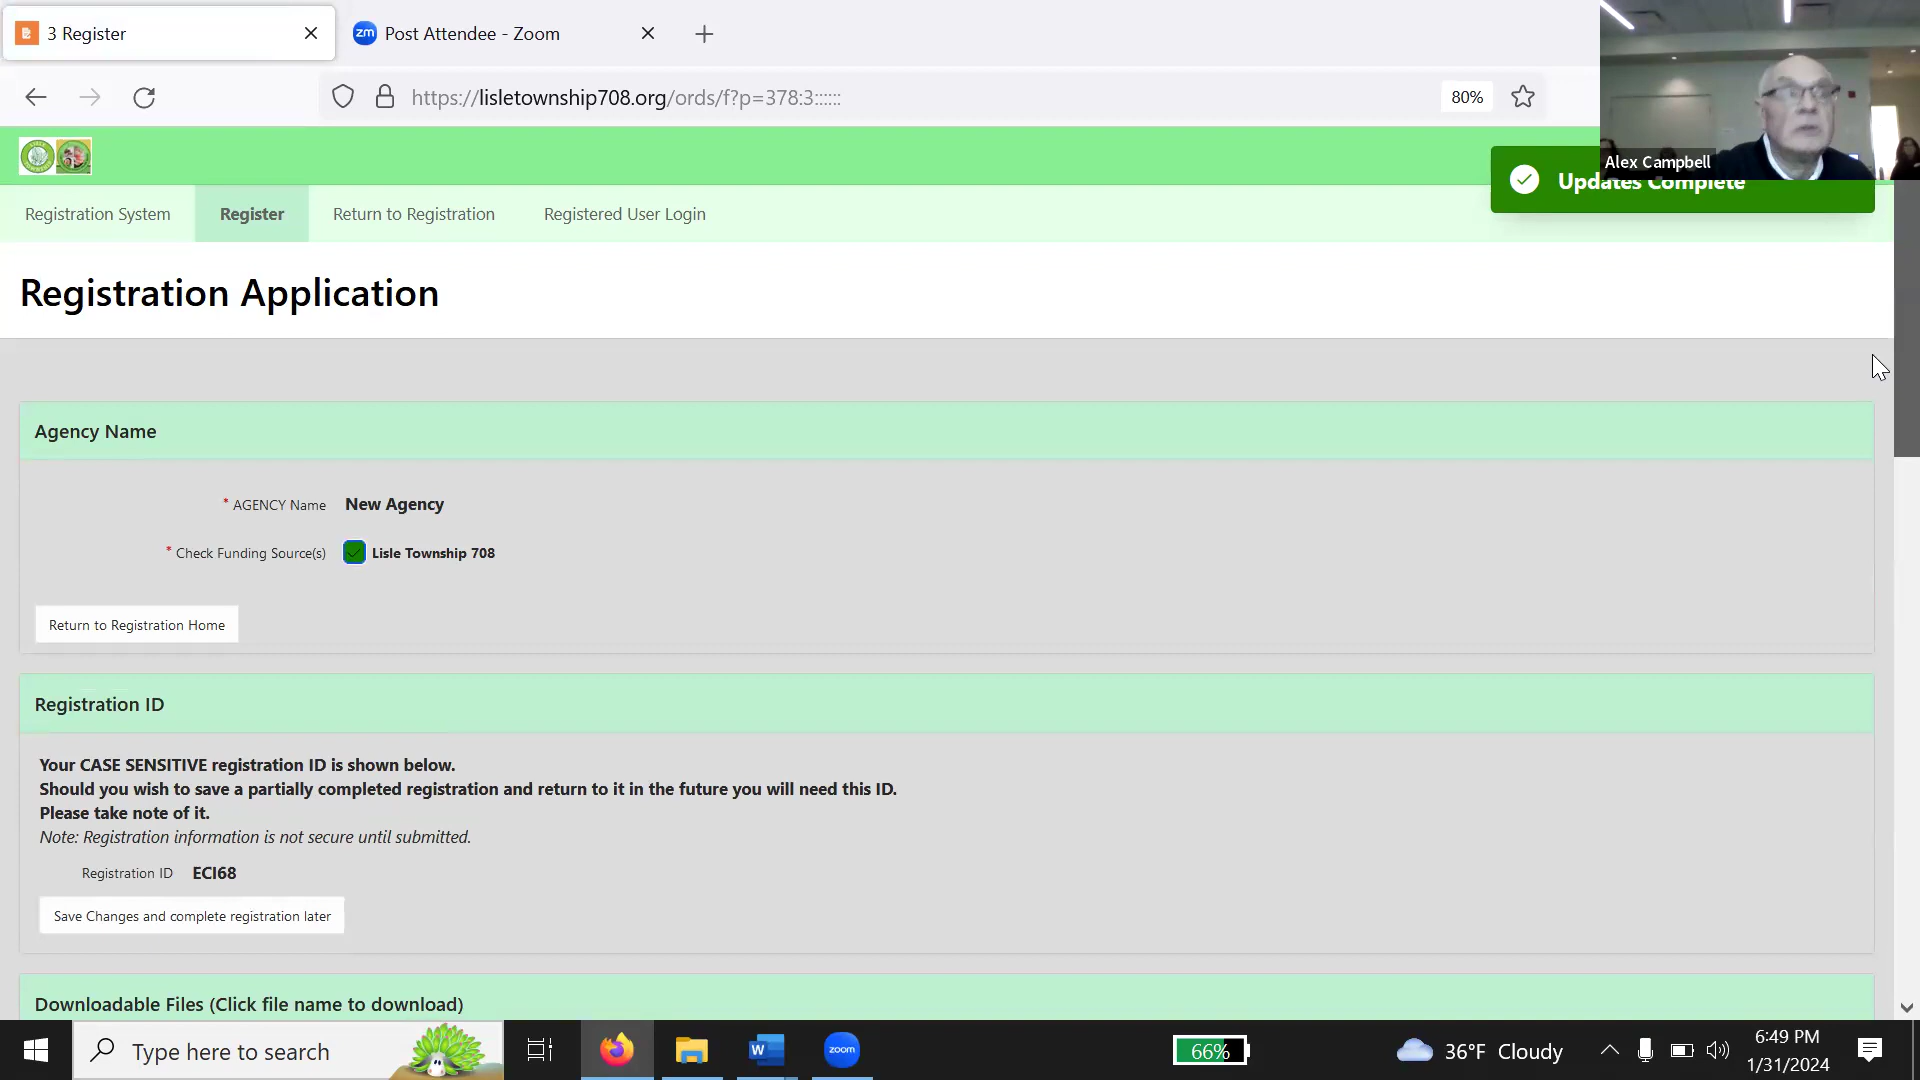 3 Register
Post Attendee - Zoom
https://lisletownship708.org/ords/f?p=378:3::::::
80%
Alex Campbell
Updates Complete
Registration System
Register
Return to Registration
Registered User Login
Registration Application
Agency Name
* AGENCY Name New Agency
* Check Funding Source(s) Lisle Township 708
Return to Registration Home
Registration ID
Your CASE SENSITIVE registration ID is shown below.
Should you wish to save a partially completed registration and return to it in the future you will need this ID.
Please take note of it.
Note: Registration information is not secure until submitted.
Registration ID ECI68
Save Changes and complete registration later
Downloadable Files (Click file name to download)
Type here to search
zoom
66%
36°F Cloudy
6:49 PM
1/31/2024